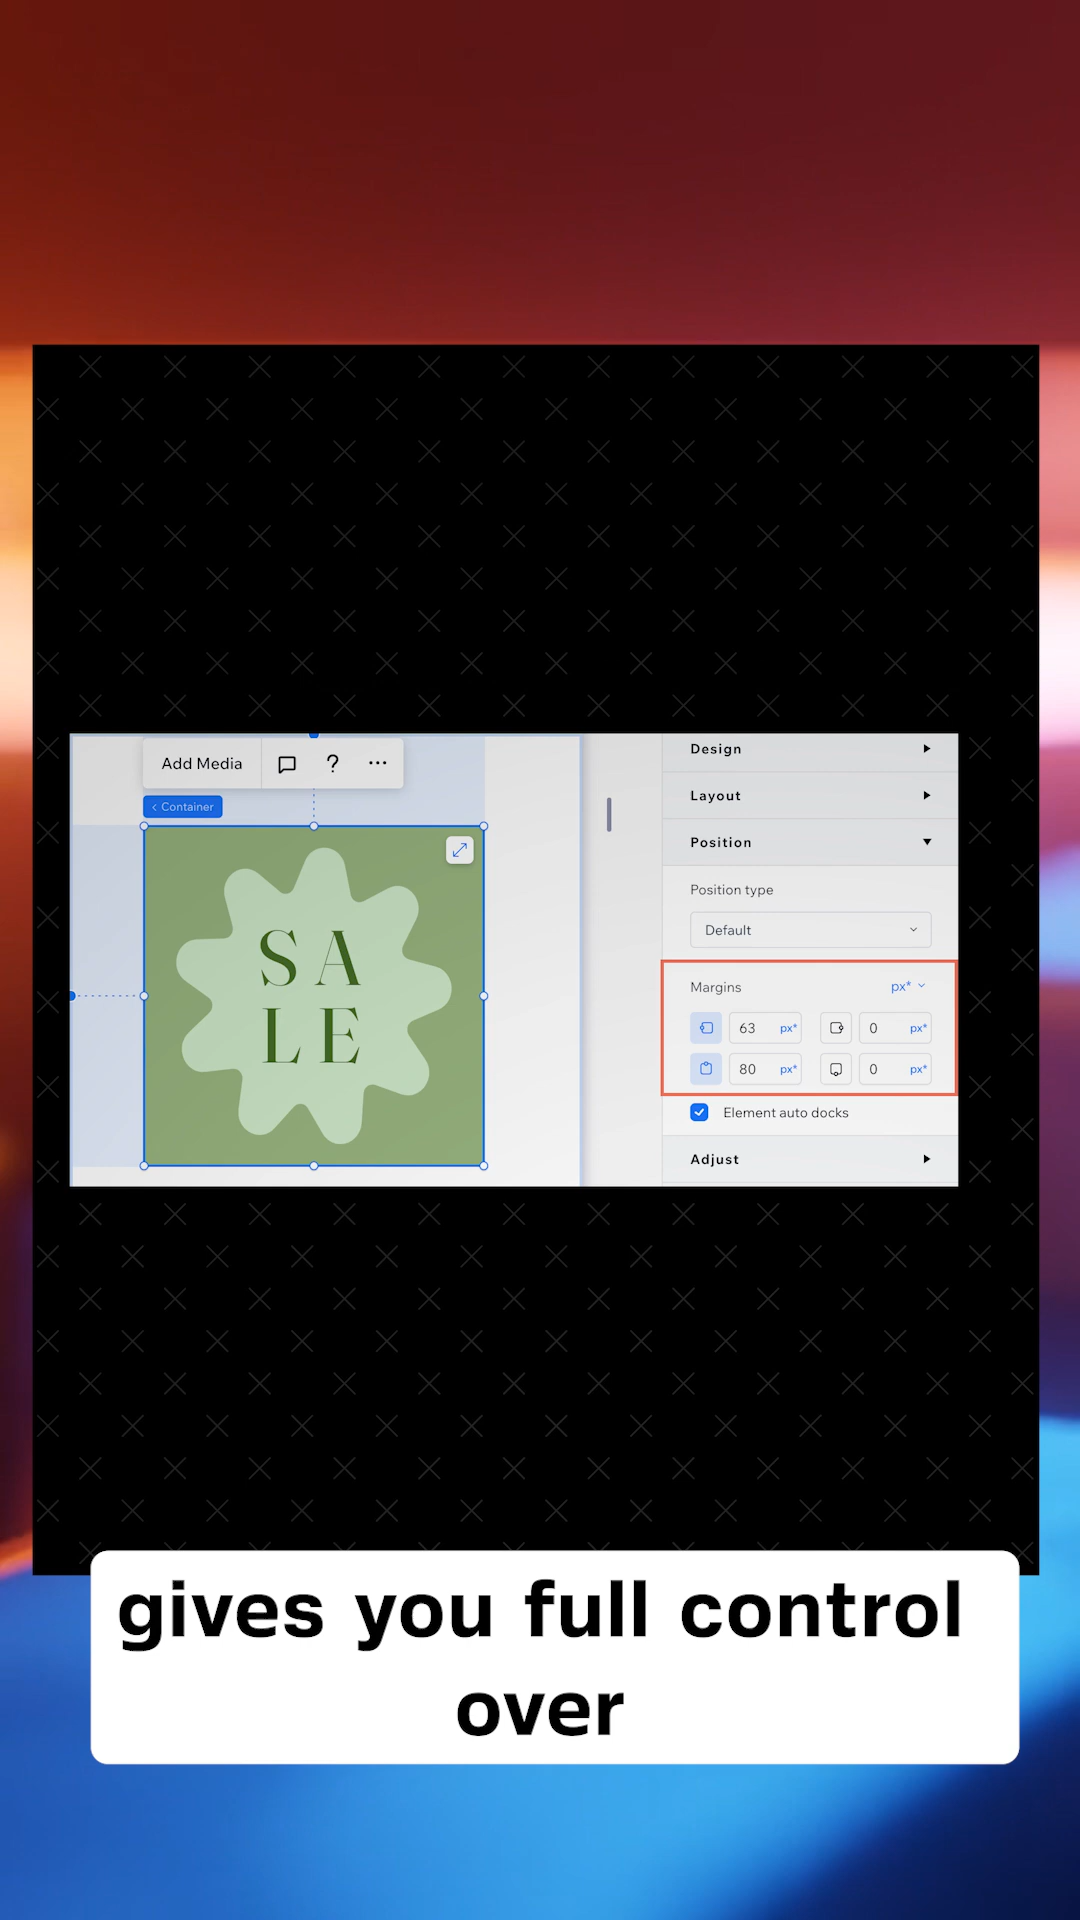 Add Media ? ...
< Container
S A
L E
Design
Layout
Position
Position type
Default
Margins px*
63 px* 0 px*
80 px* 0 px*
Element auto docks
Adjust
gives you full control
over